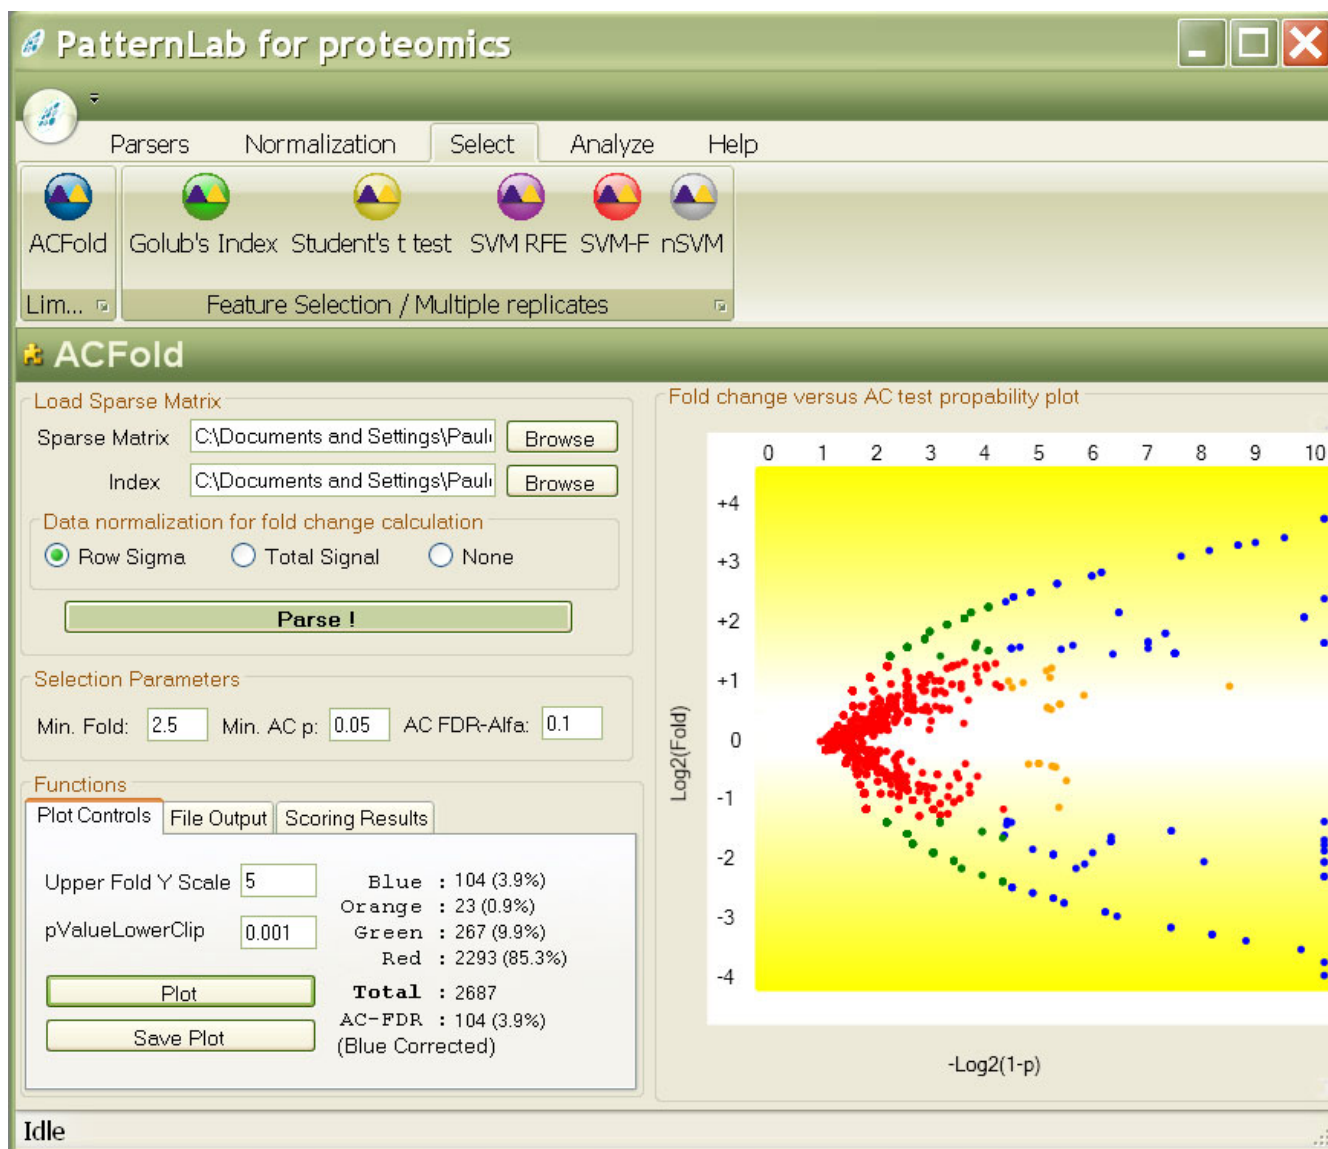 PatternLab for proteomics
Parsers Normalization Select Analyze Help
ACFold Golub's Index Student's t test SVM RFE SVM-F nSVM
Lim... Feature Selection / Multiple replicates
ACFold
Load Sparse Matrix
Sparse Matrix C:\Documents and Settings\Paul Browse
Index C:\Documents and Settings\Paul Browse
Data normalization for fold change calculation
Row Sigma Total Signal None
Parse !
Selection Parameters
Min. Fold: 2.5 Min. AC p: 0.05 AC FDR-Alfa: 0.1
Functions
Plot Controls File Output Scoring Results
Upper Fold Y Scale 5
pValueLowerClip 0.001
Plot
Save Plot
Blue : 104 (3.9%)
Orange : 23 (0.9%)
Green : 267 (9.9%)
Red : 2293 (85.3%)
Total : 2687
AC-FDR : 104 (3.9%)
(Blue Corrected)
Fold change versus AC test propability plot
0 1 2 3 4 5 6 7 8 9 10
+4
+3
+2
+1
0
-1
-2
-3
-4
Log2(Fold)
-Log2(1-p)
Idle